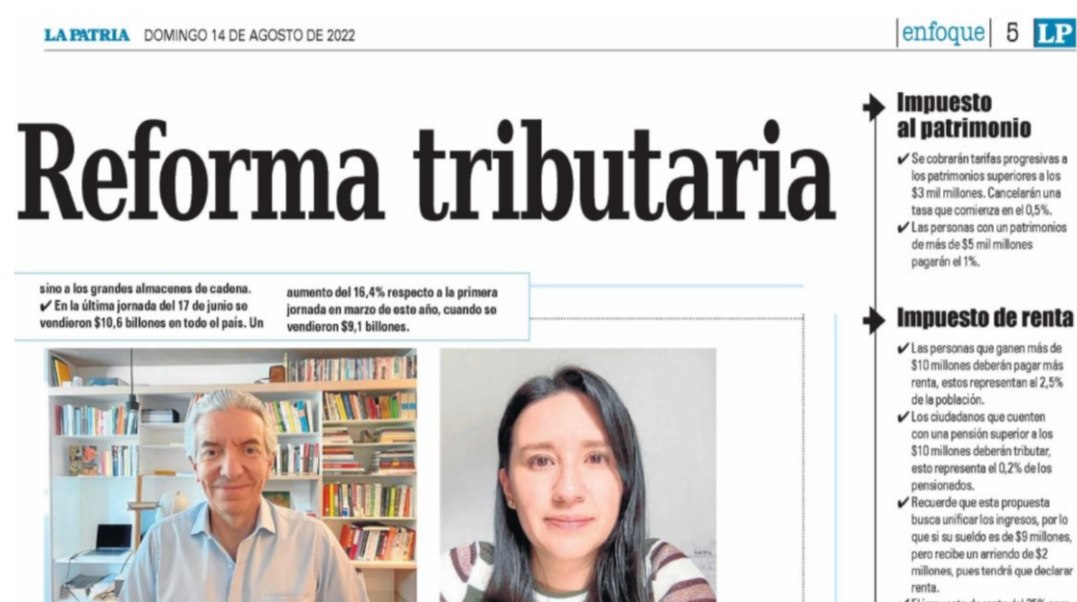 LA PATRIA DOMINGO 14 DE AGOSTO DE 2022
enfoque 5 LP
Reforma tributaria
sino a los grandes almacenes de cadena.
✔ En la última jornada del 17 de junio se
vendieron $10,6 billones en todo el país. Un
aumento del 16,4% respecto a la primera
jornada en marzo de este año, cuando se
vendieron $9,1 billones.
Impuesto
al patrimonio
✔ Se cobrarán tarifas progresivas a
los patrimonios superiores a los
$3 mil millones. Cancelarán una
tasa que comienza en el 0,5%.
✔ Las personas con un patrimonios
de más de $5 mil millones
pagarán el 1%.
Impuesto de renta
✔ Las personas que ganen más de
$10 millones deberán pagar más
renta, estos representan al 2,5%
de la población.
✔ Los ciudadanos que cuenten
con una pensión superior a los
$10 millones deberán tributar,
esto representa el 0,2% de los
pensionados.
✔ Recuerde que esta propuesta
busca unificar los ingresos, por lo
que si su sueldo es de $9 millones,
pero recibe un arriendo de $2
millones, pues tendrá que declarar
renta.